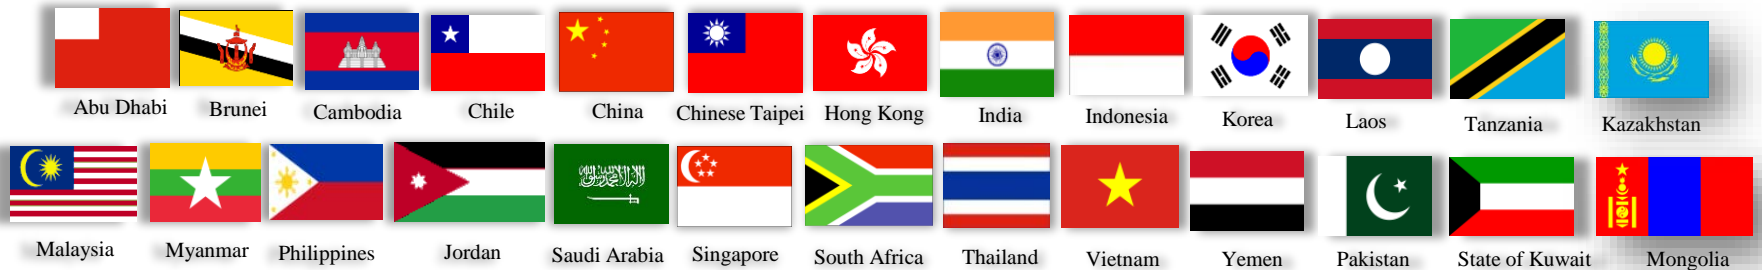 Abu Dhabi Brunei Cambodia Chile China Chinese Taipei Hong Kong India Indonesia Korea Laos Tanzania Kazakhstan
Malaysia Myanmar Philippines Jordan Saudi Arabia Singapore South Africa Thailand Vietnam Yemen Pakistan State of Kuwait Mongolia